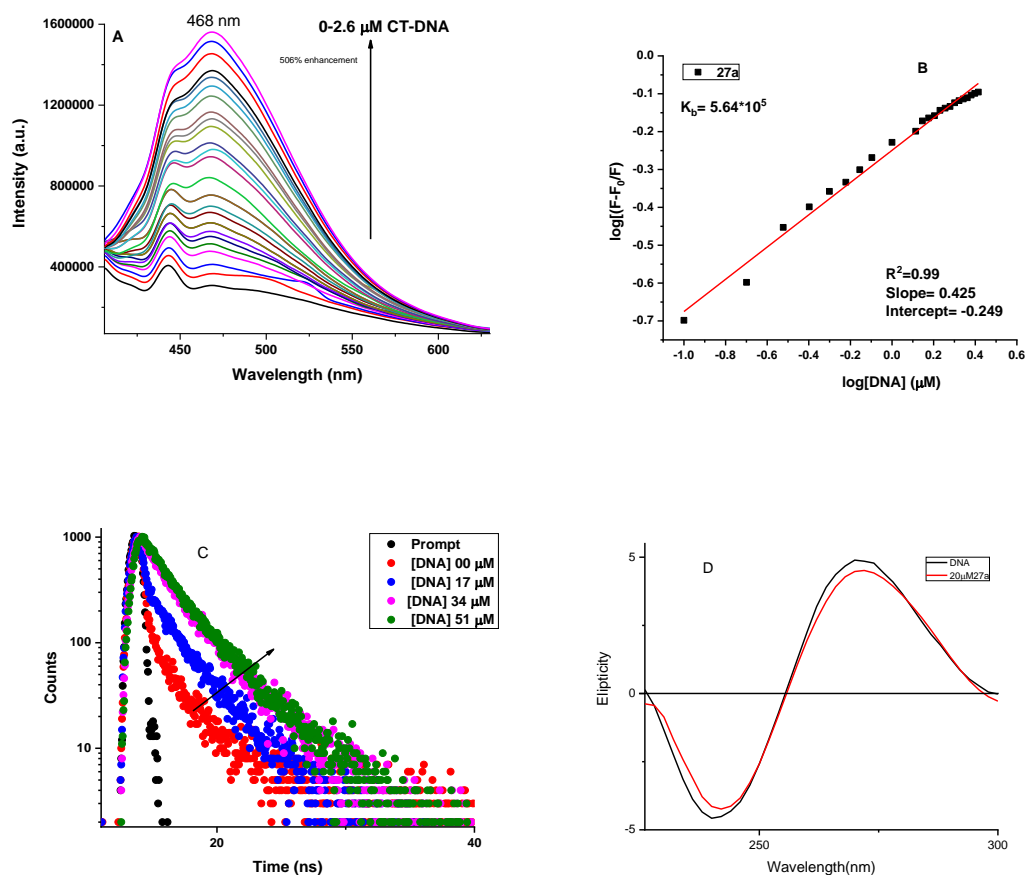 A
468 nm
0-2.6 μM CT-DNA
506% enhancement
1600000
1200000
800000
400000
Intensity (a.u.)
450 500 550 600
Wavelength (nm)
B
27a
K_b= 5.64*10^5
0.0
-0.1
-0.2
-0.3
-0.4
-0.5
-0.6
-0.7
log[(F-F_0/F)
R^2=0.99
Slope= 0.425
Intercept= -0.249
-1.0 -0.8 -0.6 -0.4 -0.2 0.0 0.2 0.4 0.6
log[DNA] (μM)
C
Prompt
[DNA] 00 μM
[DNA] 17 μM
[DNA] 34 μM
[DNA] 51 μM
1000
100
10
Counts
20 30 40
Time (ns)
D
DNA
20μM27a
5
0
-5
Elipticity
250 300
Wavelength(nm)